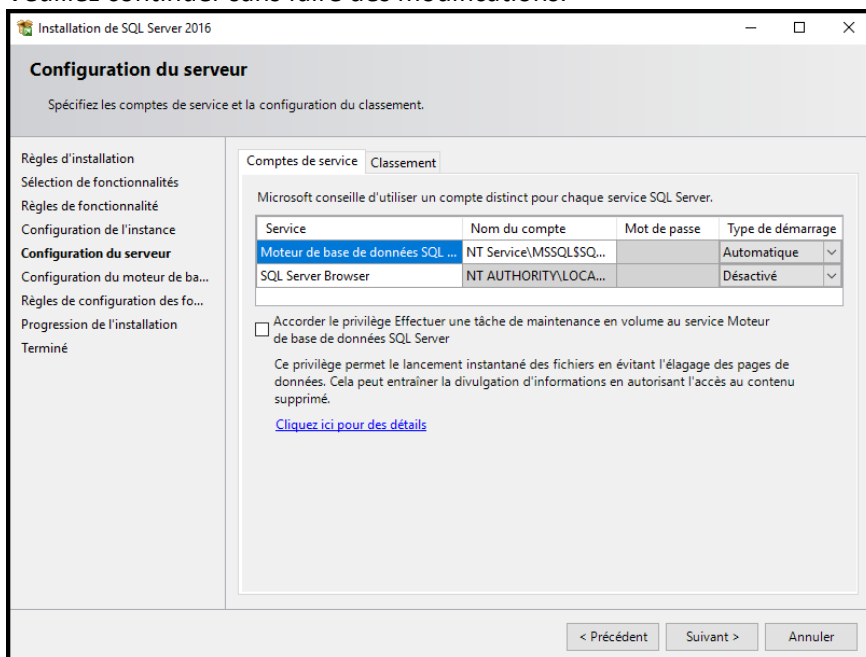 Veuillez continuer sans faire des modifications.
Installation de SQL Server 2016
Configuration du serveur
Spécifiez les comptes de service et la configuration du classement.
Règles d'installation
Sélection de fonctionnalités
Règles de fonctionnalité
Configuration de l'instance
Configuration du serveur
Configuration du moteur de ba...
Règles de configuration des fo...
Progression de l'installation
Terminé
Comptes de service Classement
Microsoft conseille d'utiliser un compte distinct pour chaque service SQL Server.
Service Nom du compte Mot de passe Type de démarrage
Moteur de base de données SQL ... NT Service\MSSQL$SQ... Automatique
SQL Server Browser NT AUTHORITY\LOCA... Désactivé
Accorder le privilège Effectuer une tâche de maintenance en volume au service Moteur
de base de données SQL Server
Ce privilège permet le lancement instantané des fichiers en évitant l'élagage des pages de
données. Cela peut entraîner la divulgation d'informations en autorisant l'accès au contenu
supprimé.
Cliquez ici pour des détails
< Précédent Suivant > Annuler